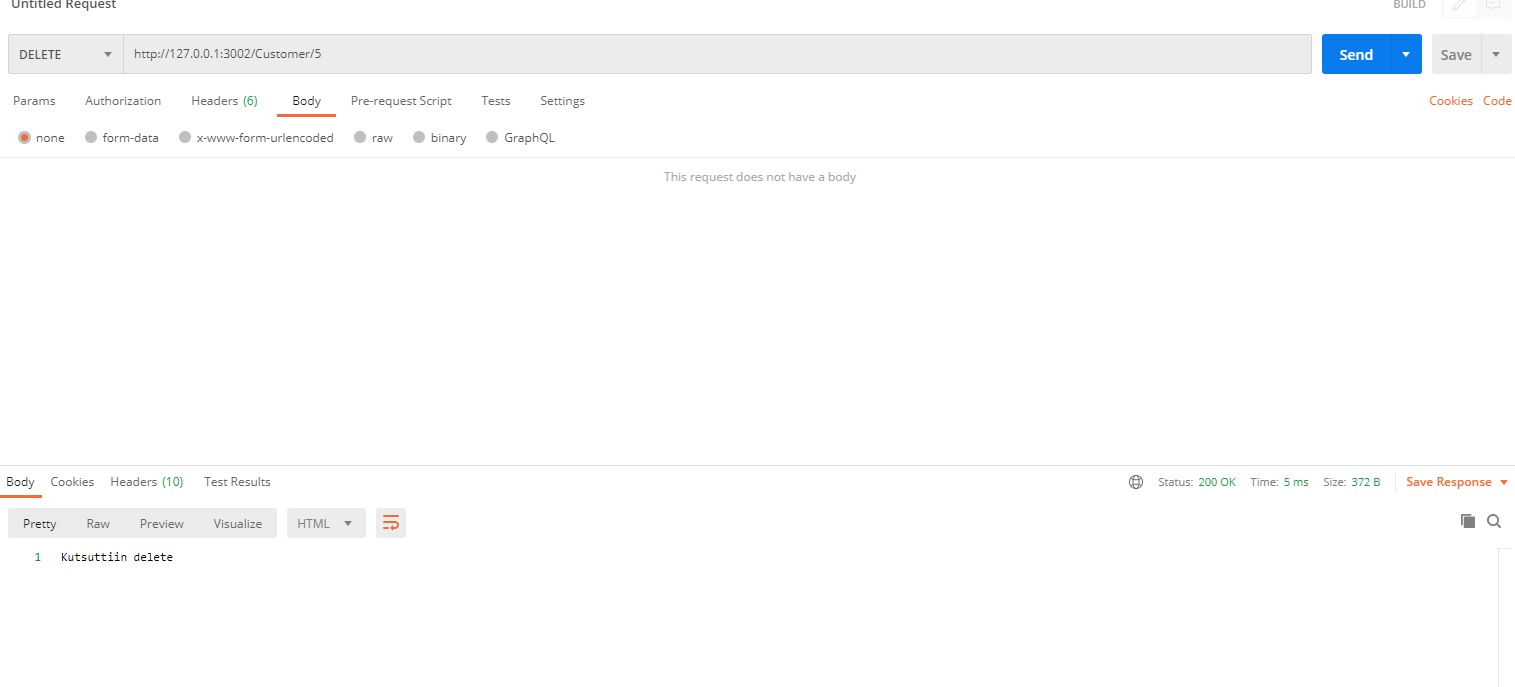 Untitled Request BUILD
DELETE http://127.0.0.1:3002/Customer/5 Send Save
Params Authorization Headers (6) Body Pre-request Script Tests Settings Cookies Code
none form-data x-www-form-urlencoded raw binary GraphQL
This request does not have a body
Body Cookies Headers (10) Test Results Status: 200 OK Time: 5 ms Size: 372 B Save Response
Pretty Raw Preview Visualize HTML
1 Kutsuttiin delete